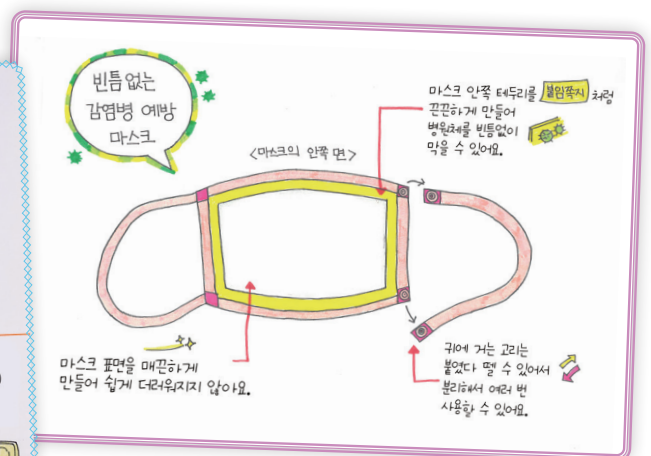 빈틈없는
감염병 예방
마스크
마스크 안쪽 테두리를 붙임쪽지 처럼
끈끈하게 만들어
병원체를 빈틈없이
막을 수 있어요.
<마스크의 안쪽 면>
마스크 표면을 매끈하게
만들어 쉽게 더러워지지 않아요.
귀에 거는 고리는
붙였다 뗄 수 있어서
분리해서 여러 번
사용할 수 있어요.